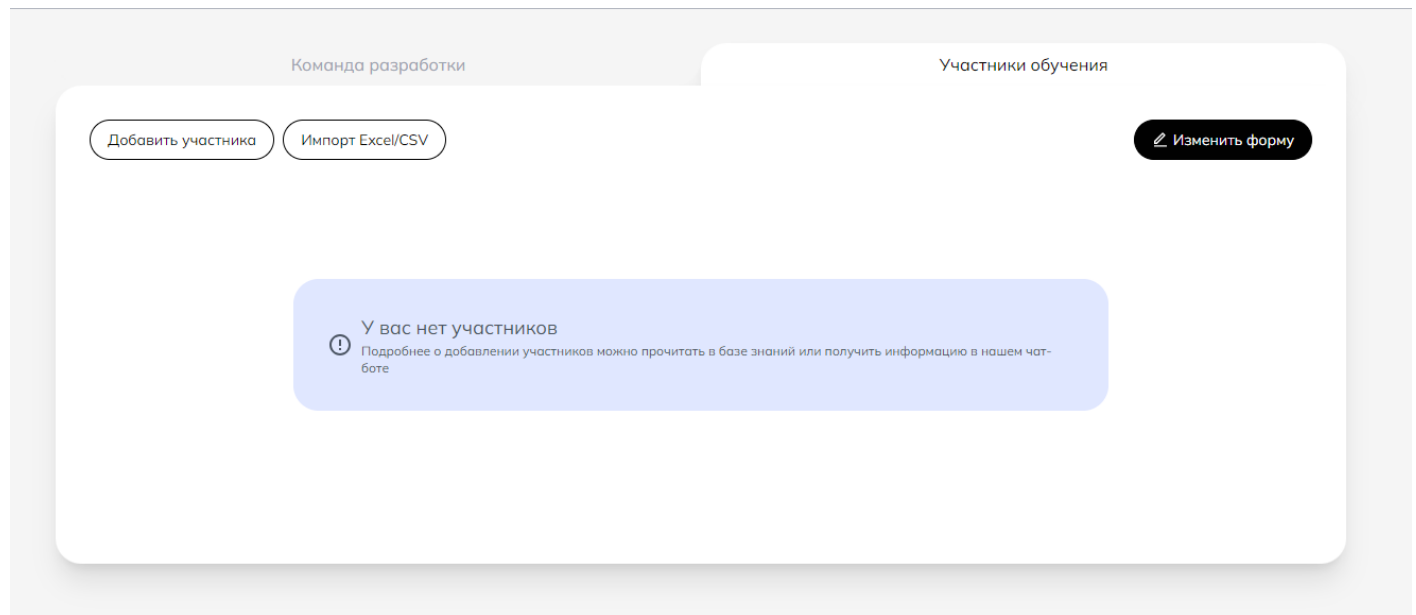 Команда разработки
Участники обучения
Добавить участника
Импорт Excel/CSV
Изменить форму
У вас нет участников
Подробнее о добавлении участников можно прочитать в базе знаний или получить информацию в нашем чат-
боте